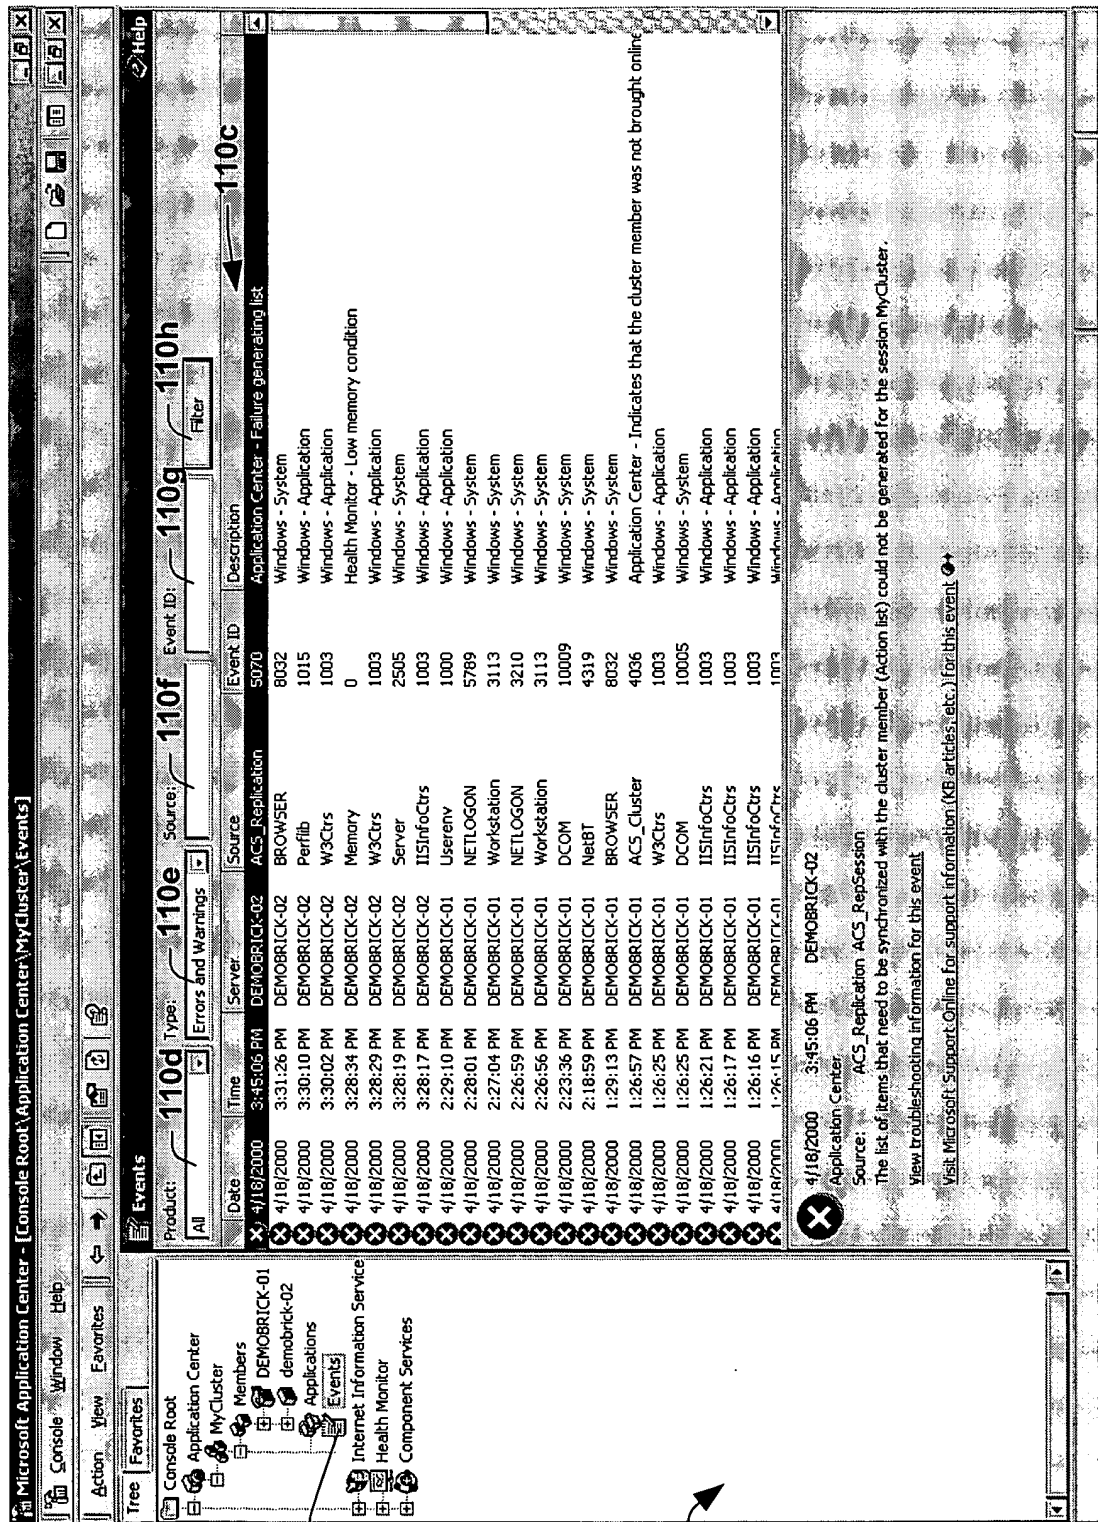 Microsoft Application Center - [Console Root\Application Center\MyCluster\Events]
Console Window Help
Action View Favorites
Tree Favorites
Console Root
Application Center
MyCluster
Members
DEMOBRICK-01
demobrick-02
Applications
Events
Internet Information Service
Health Monitor
Component Services
Events Help
Product: 110d Type: 110e Source: 110f Event ID: 110g 110h
All Errors and Warnings Filter
110c
Date Time Server Source Event ID Description
4/18/2000 3:45:06 PM DEMOBRICK-02 ACS_Replication 5070 Application Center - Failure generating list
4/18/2000 3:31:26 PM DEMOBRICK-02 BROWSER 8032 Windows - System
4/18/2000 3:30:10 PM DEMOBRICK-02 Perflib 1015 Windows - Application
4/18/2000 3:30:02 PM DEMOBRICK-02 W3Ctrs 1003 Windows - Application
4/18/2000 3:28:34 PM DEMOBRICK-02 Memory 0 Health Monitor - Low memory condition
4/18/2000 3:28:29 PM DEMOBRICK-02 W3Ctrs 1003 Windows - Application
4/18/2000 3:28:19 PM DEMOBRICK-02 Server 2505 Windows - System
4/18/2000 3:28:17 PM DEMOBRICK-02 IISInfoCtrs 1003 Windows - Application
4/18/2000 2:29:10 PM DEMOBRICK-01 Userenv 1000 Windows - Application
4/18/2000 2:28:01 PM DEMOBRICK-01 NETLOGON 5789 Windows - System
4/18/2000 2:27:04 PM DEMOBRICK-01 Workstation 3113 Windows - System
4/18/2000 2:26:59 PM DEMOBRICK-01 NETLOGON 3210 Windows - System
4/18/2000 2:26:56 PM DEMOBRICK-01 Workstation 3113 Windows - System
4/18/2000 2:23:36 PM DEMOBRICK-01 DCOM 10009 Windows - System
4/18/2000 2:18:59 PM DEMOBRICK-01 NetBT 4319 Windows - System
4/18/2000 1:29:13 PM DEMOBRICK-01 BROWSER 8032 Windows - System
4/18/2000 1:26:57 PM DEMOBRICK-01 ACS_Cluster 4036 Application Center - Indicates that the cluster member was not brought online
4/18/2000 1:26:25 PM DEMOBRICK-01 W3Ctrs 1003 Windows - Application
4/18/2000 1:26:25 PM DEMOBRICK-01 DCOM 10005 Windows - System
4/18/2000 1:26:21 PM DEMOBRICK-01 IISInfoCtrs 1003 Windows - Application
4/18/2000 1:26:17 PM DEMOBRICK-01 IISInfoCtrs 1003 Windows - Application
4/18/2000 1:26:16 PM DEMOBRICK-01 IISInfoCtrs 1003 Windows - Application
4/18/2000 1:26:15 PM DEMOBRICK-01 IISInfoCtrs 1003 Windows - Application
4/18/2000 3:45:06 PM DEMOBRICK-02
Application Center
Source: ACS_Replication ACS_RepSession
The list of items that need to be synchronized with the cluster member (Action list) could not be generated for the session MyCluster.
View troubleshooting information for this event
Visit Microsoft Support Online for support information (KB articles, etc.) for this event